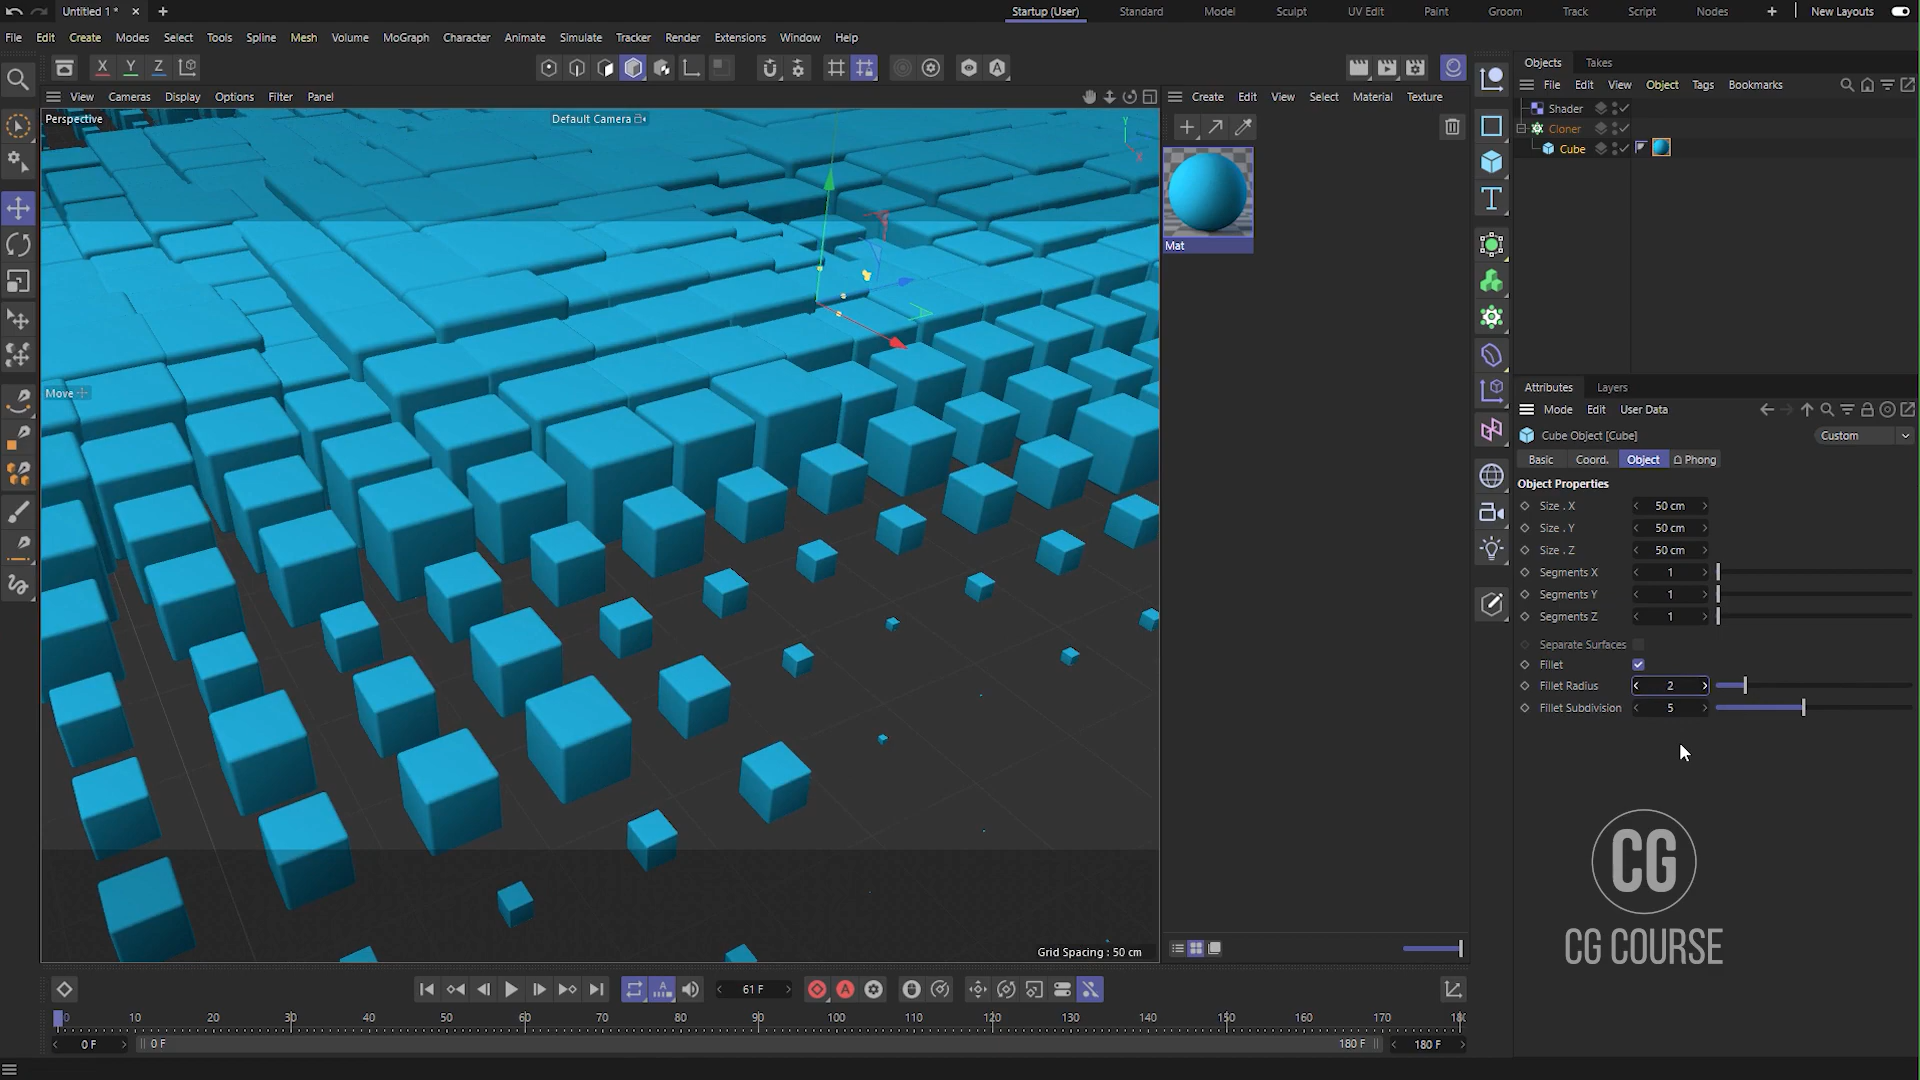 Untitled 1 *
Startup (User) Standard Model Sculpt UV Edit Paint Groom Track Script Nodes New Layouts
File Edit Create Modes Select Tools Spline Mesh Volume MoGraph Character Animate Simulate Tracker Render Extensions Window Help
X Y Z
Objects Takes
File Edit View Object Tags Bookmarks
View Cameras Display Options Filter Panel
Create Edit View Select Material Texture
Perspective
Default Camera
Y
X
Shader
Cloner
Cube
Mat
Move
Attributes Layers
Mode Edit User Data
Cube Object [Cube]
Custom
Basic Coord. Object Phong
Object Properties
Size . X 50 cm
Size . Y 50 cm
Size . Z 50 cm
Segments X 1
Segments Y 1
Segments Z 1
Separate Surfaces
Fillet
Fillet Radius 2
Fillet Subdivision 5
CG
CG COURSE
Grid Spacing : 50 cm
61 F
0 10 20 30 40 50 60 70 80 90 100 110 120 130 140 150 160 170 180
0 F 0 F 180 F 180 F